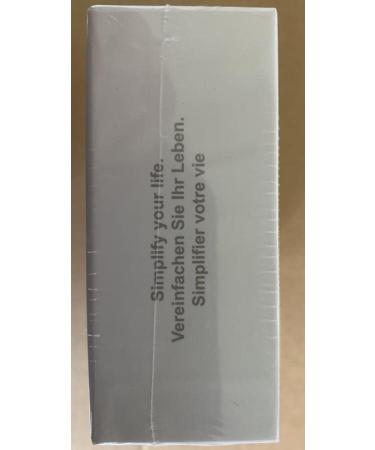 Simplify your life.
Vereinfachen Sie Ihr Leben.
Simplifier votre vie